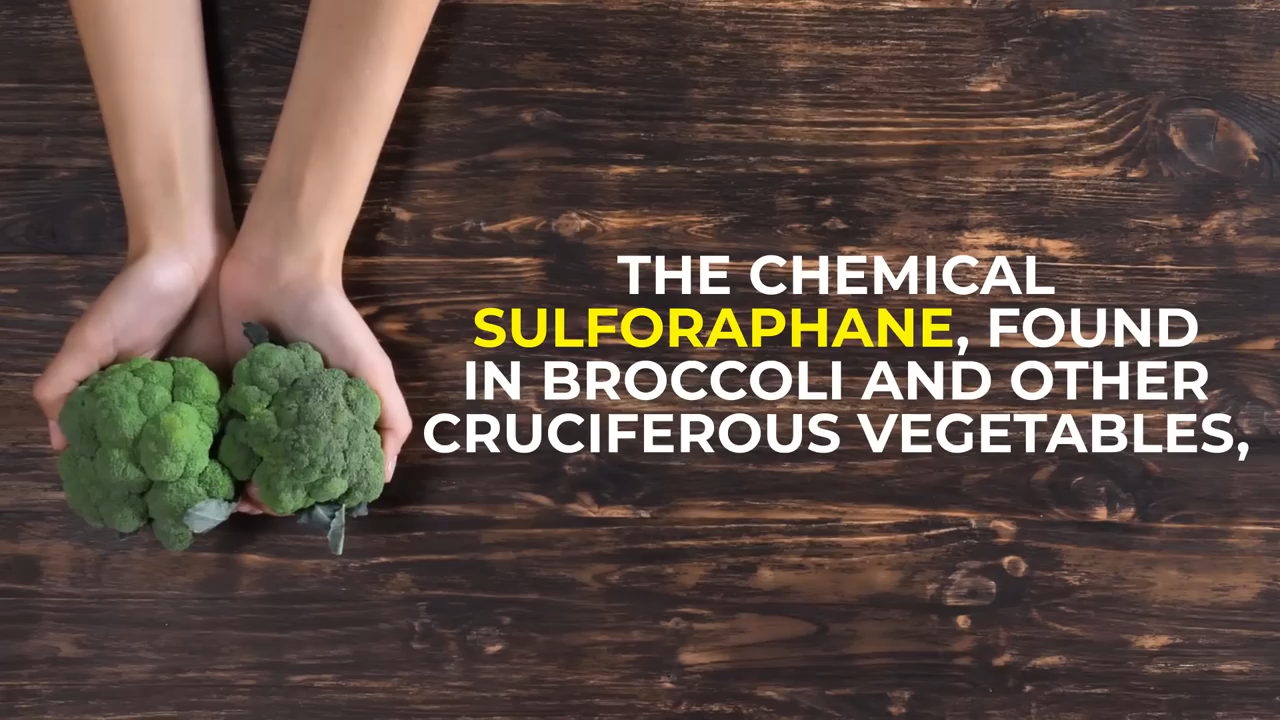 THE CHEMICAL
SULFORAPHANE, FOUND
IN BROCCOLI AND OTHER
CRUCIFEROUS VEGETABLES,